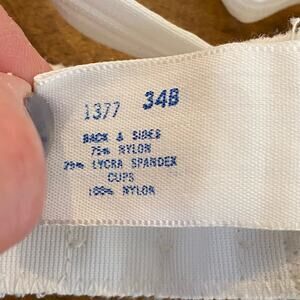 1377 34B
BACK & SIDES
75% NYLON
25% LYCRA SPANDEX
CUPS
100% NYLON